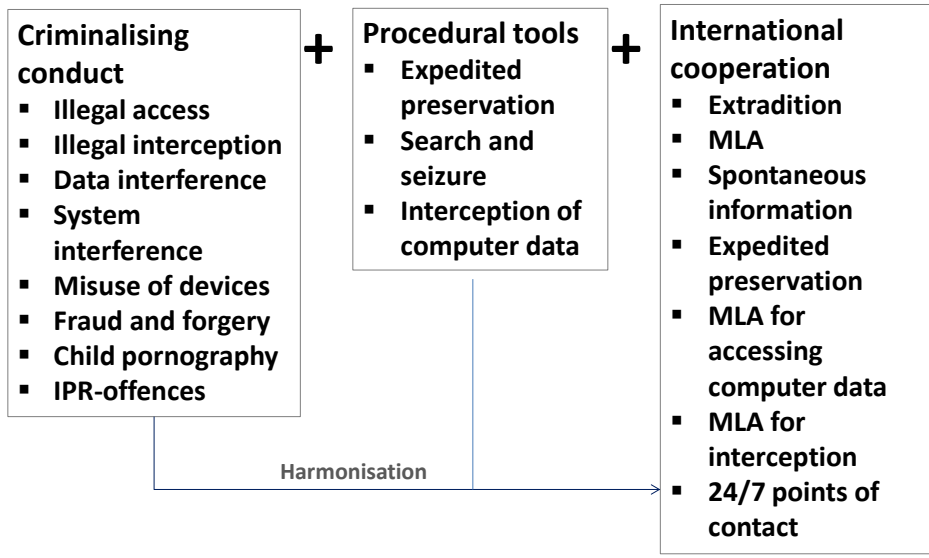 Criminalising
conduct
▪ Illegal access
▪ Illegal interception
▪ Data interference
▪ System
interference
▪ Misuse of devices
▪ Fraud and forgery
▪ Child pornography
▪ IPR-offences
+
Procedural tools
▪ Expedited
preservation
▪ Search and
seizure
▪ Interception of
computer data
+
International
cooperation
▪ Extradition
▪ MLA
▪ Spontaneous
information
▪ Expedited
preservation
▪ MLA for
accessing
computer data
▪ MLA for
interception
▪ 24/7 points of
contact
Harmonisation